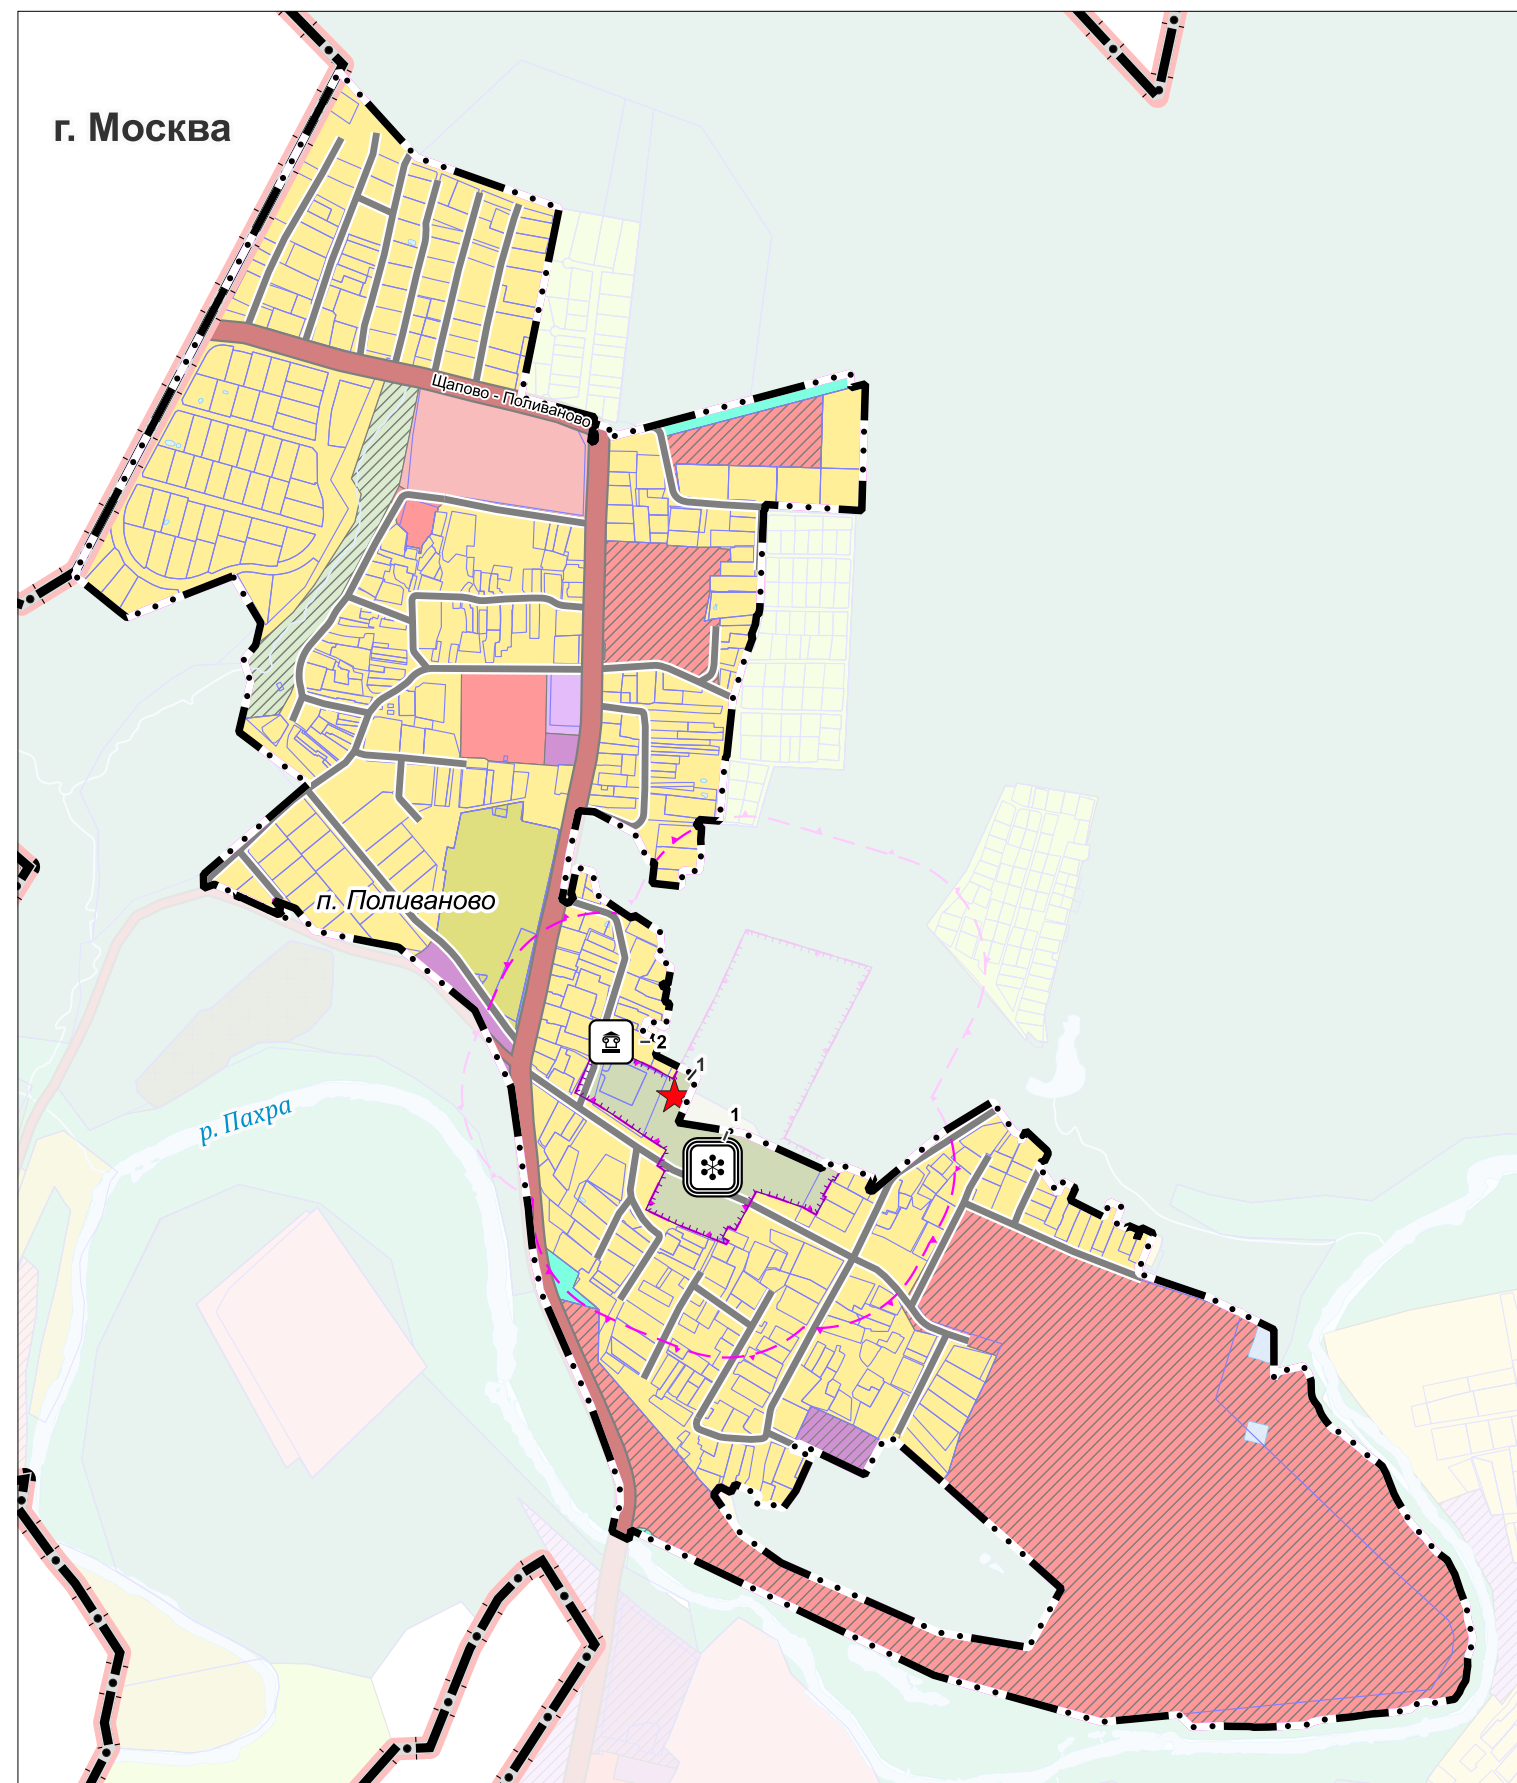 г. Москва
Щапово - Поливаново
п. Поливаново
2
1
1
р. Пахра